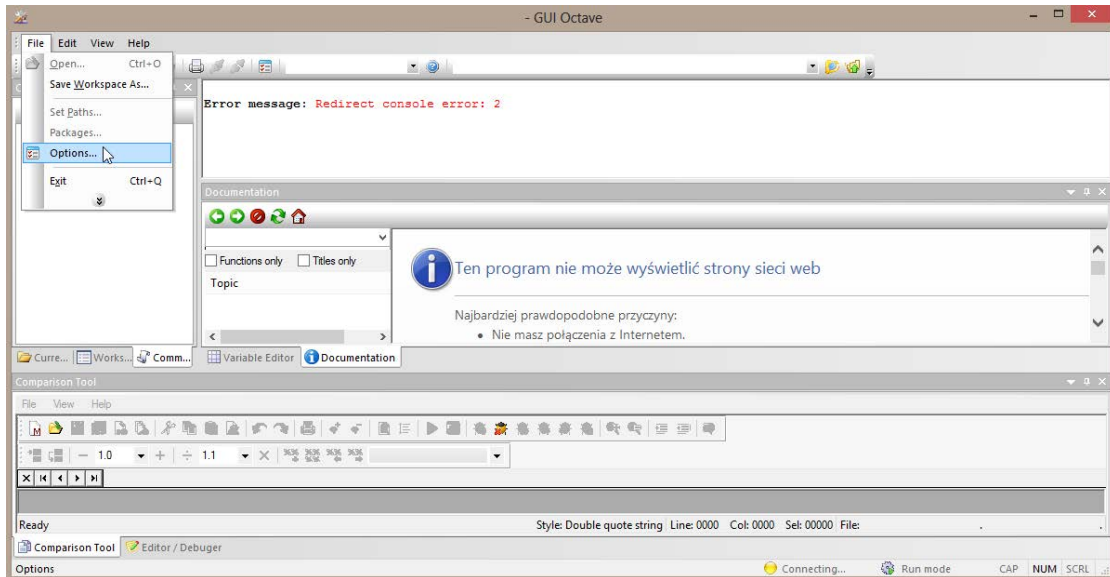 - GUI Octave
File Edit View Help
Open... Ctrl+O
Save Workspace As...
Set Paths...
Packages...
Options...
Exit Ctrl+Q
Error message: Redirect console error: 2
Documentation
Functions only Titles only
Topic
Ten program nie może wyświetlić strony sieci web
Najbardziej prawdopodobne przyczyny:
• Nie masz połączenia z Internetem.
Curre... Works... Comm... Variable Editor Documentation
Comparison Tool
File View Help
1.0 1.1
Ready Style: Double quote string Line: 0000 Col: 0000 Sel: 00000 File: . .
Comparison Tool Editor / Debuger
Options Connecting... Run mode CAP NUM SCRL